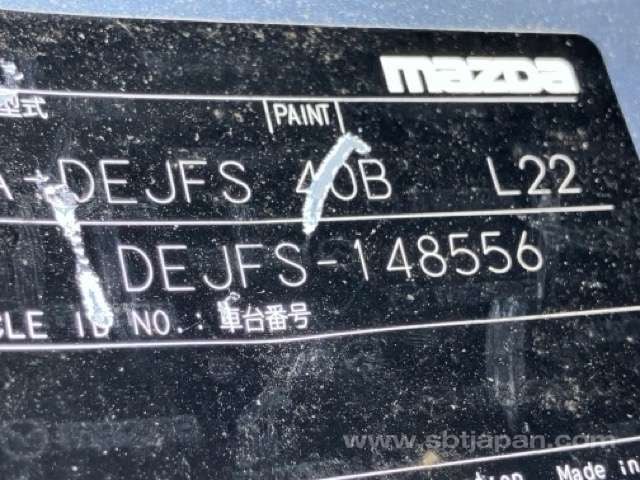 mazda
型式
PAINT
A-DEJFS 40B L22
DEJFS-148556
CLE ID NO.: 車台番号
www.sbtjapan.com
Made in